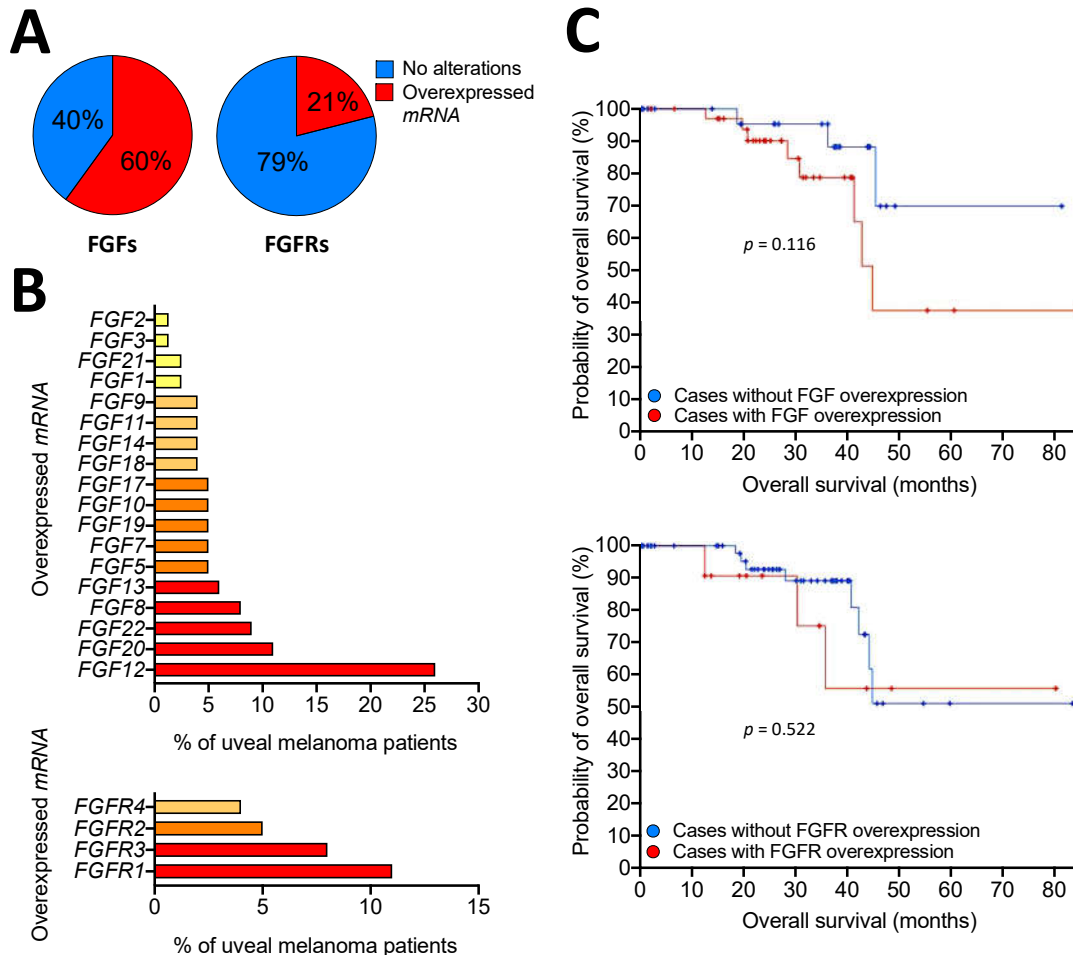 A
No alterations
Overexpressed
mRNA
40%
60%
21%
79%
FGFs
FGFRs
B
Overexpressed mRNA
FGF2
FGF3
FGF21
FGF1
FGF9
FGF11
FGF14
FGF18
FGF17
FGF10
FGF19
FGF7
FGF5
FGF13
FGF8
FGF22
FGF20
FGF12
0 5 10 15 20 25 30
% of uveal melanoma patients
Overexpressed mRNA
FGFR4
FGFR2
FGFR3
FGFR1
0 5 10 15
% of uveal melanoma patients
C
Probability of overall survival (%)
100
90
80
70
60
50
40
30
20
10
0
p = 0.116
Cases without FGF overexpression
Cases with FGF overexpression
0 10 20 30 40 50 60 70 80
Overall survival (months)
Probability of overall survival (%)
100
90
80
70
60
50
40
30
20
10
0
p = 0.522
Cases without FGFR overexpression
Cases with FGFR overexpression
0 10 20 30 40 50 60 70 80
Overall survival (months)